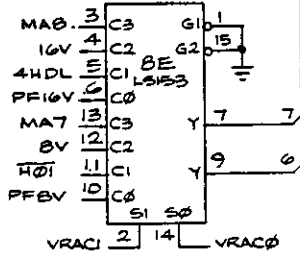 MA8 3 C3 G1 1
16V 4 C2 G2 15
4HDL 5 C1 8E
PF16V 6 CØ LS153
MA7 13 C3 Y 7 7
8V 12 C2
HØ1 11 C1 Y 9 6
PF8V 10 CØ
S1 SØ
VRAC1 2 14 VRACØ